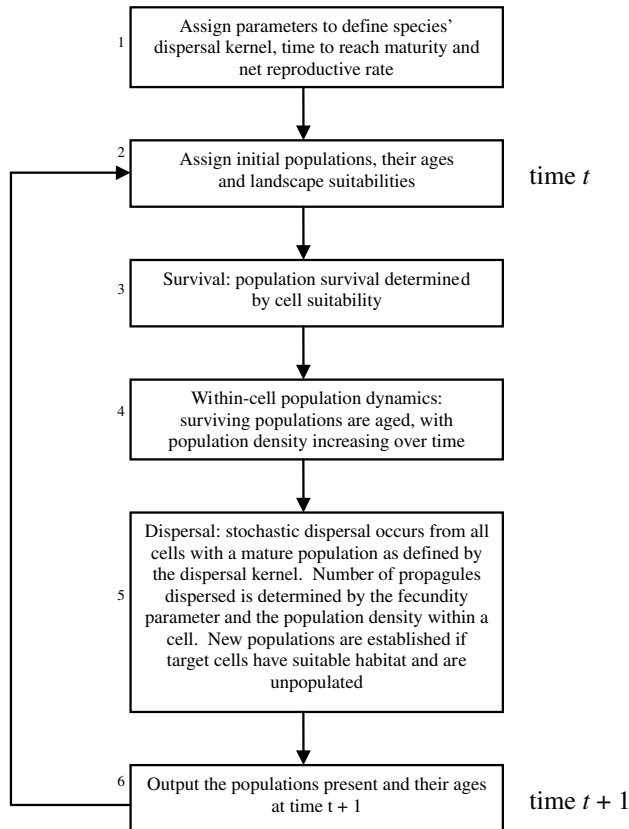 1
Assign parameters to define species'
dispersal kernel, time to reach maturity and
net reproductive rate
2
Assign initial populations, their ages
and landscape suitabilities
time t
3
Survival: population survival determined
by cell suitability
4
Within-cell population dynamics:
surviving populations are aged, with
population density increasing over time
5
Dispersal: stochastic dispersal occurs from all
cells with a mature population as defined by
the dispersal kernel. Number of propagules
dispersed is determined by the fecundity
parameter and the population density within a
cell. New populations are established if
target cells have suitable habitat and are
unpopulated
6
Output the populations present and their ages
at time t + 1
time t + 1